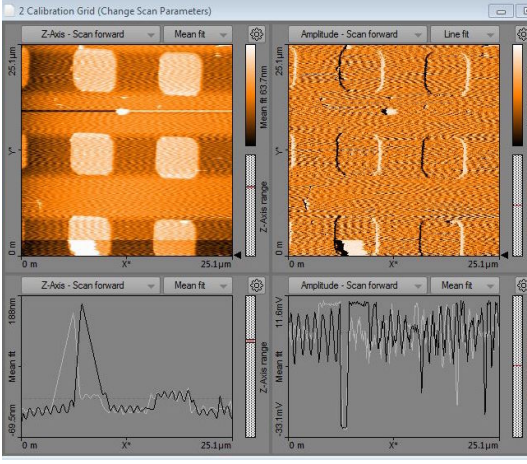 2 Calibration Grid (Change Scan Parameters)
Z-Axis - Scan forward
Mean fit
25.1µm
Y*
0 m
0 m
X*
25.1µm
Mean fit 63.7nm
Z-Axis range
Amplitude - Scan forward
Line fit
25.1µm
Y*
0 m
0 m
X*
25.1µm
Z-Axis - Scan forward
Mean fit
188nm
Mean fit
-69.5nm
0 m
X*
25.1µm
Z-Axis range
Amplitude - Scan forward
Mean fit
11.6mV
Mean fit
-33.1mV
0 m
X*
25.1µm